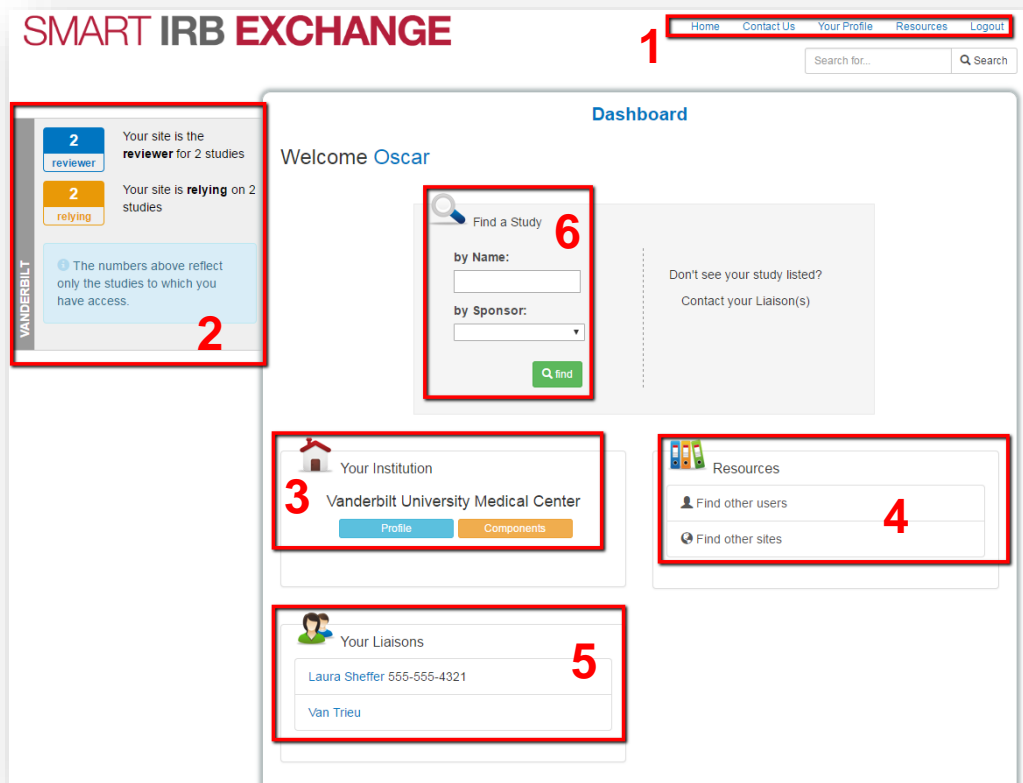 SMART IRB EXCHANGE
1
Home Contact Us Your Profile Resources Logout
Search for... Search
2
reviewer
Your site is the
reviewer for 2 studies
2
relying
Your site is relying on 2
studies
The numbers above reflect
only the studies to which you
have access.
VANDERBILT
2
Dashboard
Welcome Oscar
Find a Study
6
by Name:
by Sponsor:
find
Don't see your study listed?
Contact your Liaison(s)
Your Institution
3
Vanderbilt University Medical Center
Profile Components
Resources
Find other users
4
Find other sites
Your Liaisons
5
Laura Sheffer 555-555-4321
Van Trieu